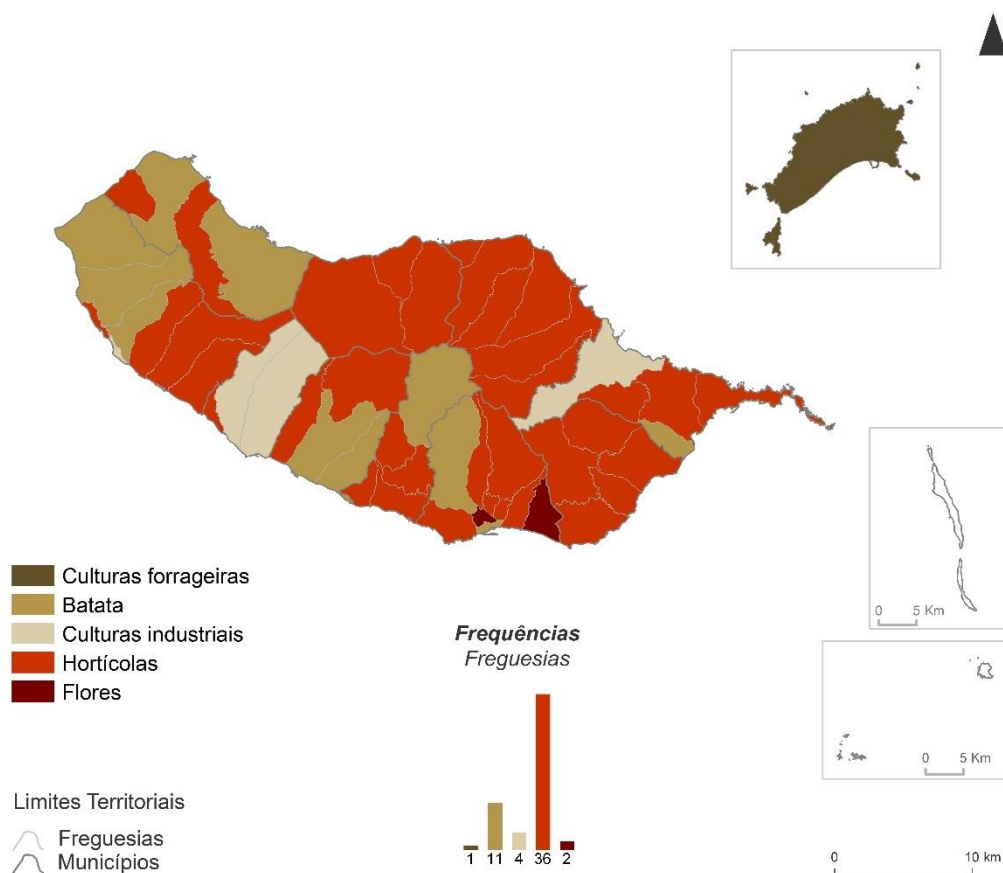 0 5 Km
0 5 Km
Culturas forrageiras
Batata
Culturas industriais
Hortícolas
Flores
Frequências
Freguesias
1 11 4 36 2
Limites Territoriais
Freguesias
Municípios
0 10 km